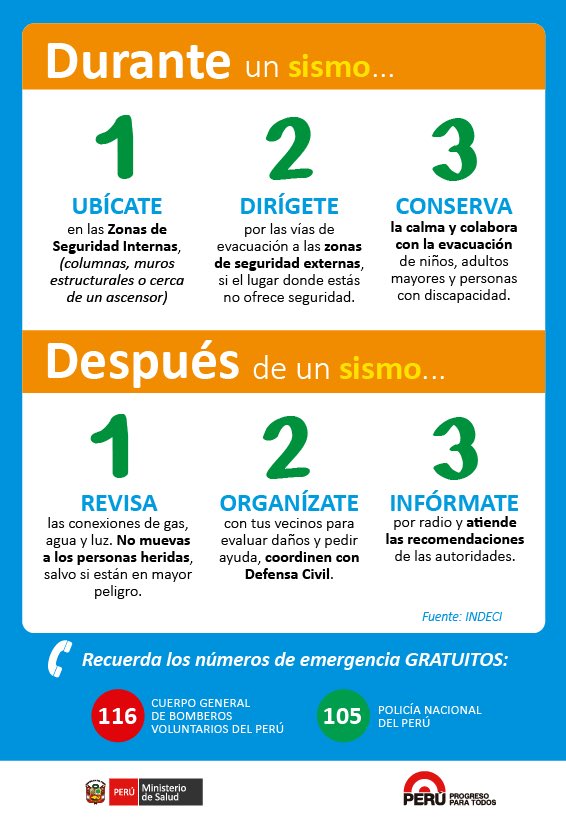 Durante un sismo...
1
UBÍCATE
en las Zonas de
Seguridad Internas,
(columnas, muros
estructurales o cerca
de un ascensor)
2
DIRÍGETE
por las vías de
evacuación a las zonas
de seguridad externas,
si el lugar donde estás
no ofrece seguridad.
3
CONSERVA
la calma y colabora
con la evacuación
de niños, adultos
mayores y personas
con discapacidad.
Después de un sismo...
1
REVISA
las conexiones de gas,
agua y luz. No muevas
a los personas heridas,
salvo si están en mayor
peligro.
2
ORGANÍZATE
con tus vecinos para
evaluar daños y pedir
ayuda, coordinen con
Defensa Civil.
3
INFÓRMATE
por radio y atiende
las recomendaciones
de las autoridades.
Fuente: INDECI
Recuerda los números de emergencia GRATUITOS:
116
CUERPO GENERAL
DE BOMBEROS
VOLUNTARIOS DEL PERÚ
105
POLICÍA NACIONAL
DEL PERÚ
PERÚ
Ministerio
de Salud
PERÚ
PROGRESO
PARA TODOS